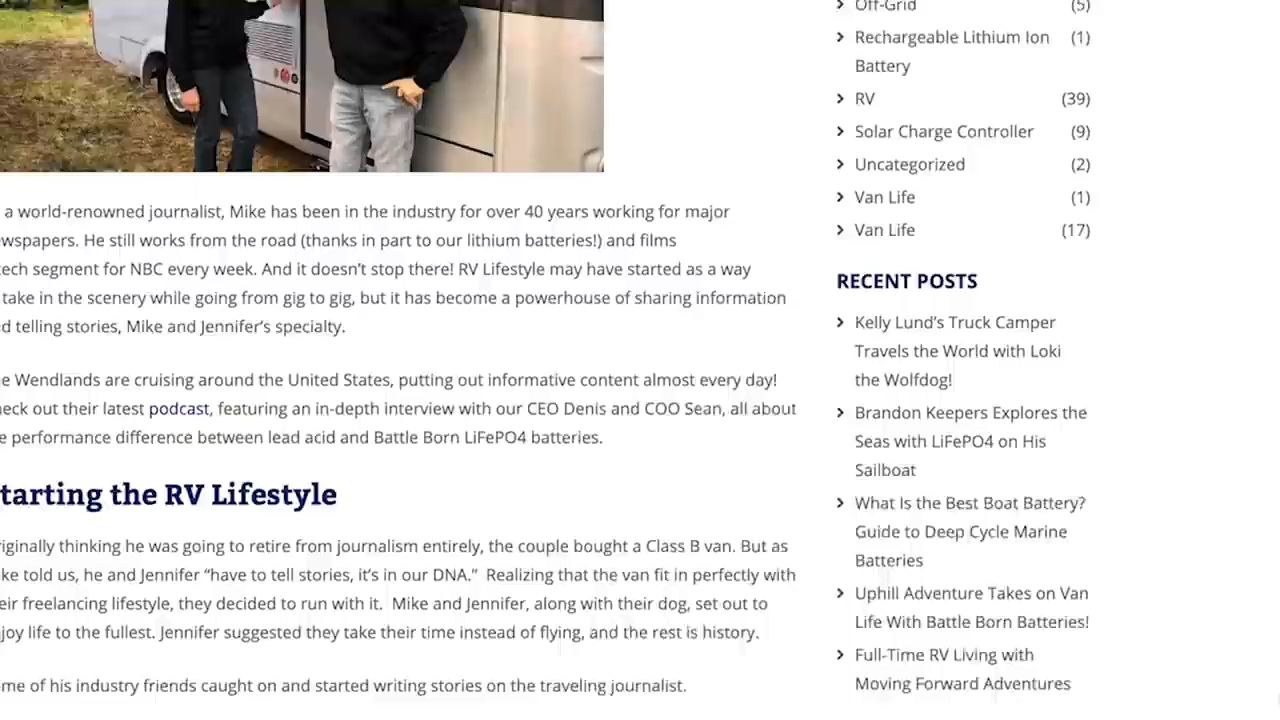 a world-renowned journalist, Mike has been in the industry for over 40 years working for major
wspapers. He still works from the road (thanks in part to our lithium batteries!) and films
tech segment for NBC every week. And it doesn’t stop there! RV Lifestyle may have started as a way
take in the scenery while going from gig to gig, but it has become a powerhouse of sharing information
d telling stories, Mike and Jennifer’s specialty.
e Wendlands are cruising around the United States, putting out informative content almost every day!
eck out their latest podcast, featuring an in-depth interview with our CEO Denis and COO Sean, all about
e performance difference between lead acid and Battle Born LiFePO4 batteries.
tarting the RV Lifestyle
iginally thinking he was going to retire from journalism entirely, the couple bought a Class B van. But as
ke told us, he and Jennifer “have to tell stories, it’s in our DNA.” Realizing that the van fit in perfectly with
eir freelancing lifestyle, they decided to run with it. Mike and Jennifer, along with their dog, set out to
joy life to the fullest. Jennifer suggested they take their time instead of flying, and the rest is history.
me of his industry friends caught on and started writing stories on the traveling journalist.
Off-Grid (5)
Rechargeable Lithium Ion (1)
Battery
RV (39)
Solar Charge Controller (9)
Uncategorized (2)
Van Life (1)
Van Life (17)
RECENT POSTS
Kelly Lund’s Truck Camper
Travels the World with Loki
the Wolfdog!
Brandon Keepers Explores the
Seas with LiFePO4 on His
Sailboat
What Is the Best Boat Battery?
Guide to Deep Cycle Marine
Batteries
Uphill Adventure Takes on Van
Life With Battle Born Batteries!
Full-Time RV Living with
Moving Forward Adventures